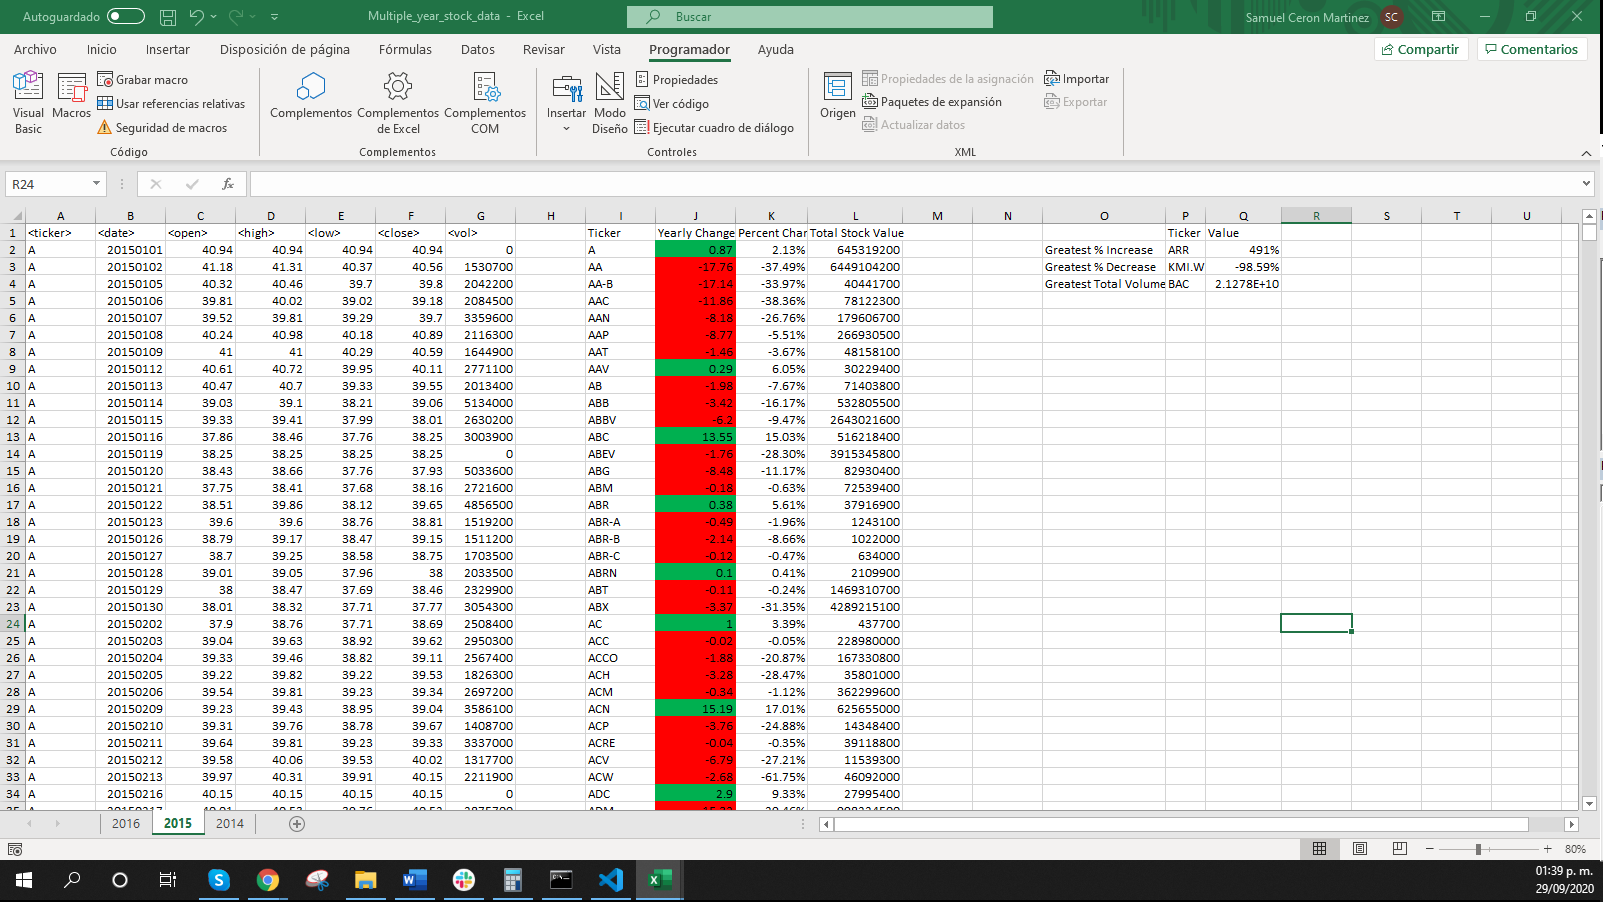 Autoguardado Multiple_year_stock_data - Excel Buscar Samuel Ceron Martinez SC
Archivo Inicio Insertar Disposición de página Fórmulas Datos Revisar Vista Programador Ayuda Compartir Comentarios
Visual Basic Macros Grabar macro Usar referencias relativas Seguridad de macros Código
Complementos Complementos de Excel Complementos COM Complementos
Insertar Modo Diseño Propiedades Ver código Ejecutar cuadro de diálogo Controles
Origen Propiedades de la asignación Paquetes de expansión Actualizar datos Importar Exportar XML
R24 fx
A B C D E F G H I J K L M N O P Q R S T U
1 <ticker> <date> <open> <high> <low> <close> <vol> Ticker Yearly Change Percent Char Total Stock Value Ticker Value
2 A 20150101 40.94 40.94 40.94 40.94 0 A 0.87 2.13% 645319200 Greatest % Increase ARR 491%
3 A 20150102 41.18 41.31 40.37 40.56 1530700 AA -17.76 -37.49% 6449104200 Greatest % Decrease KMI.W -98.59%
4 A 20150105 40.32 40.46 39.7 39.8 2042200 AA-B -17.14 -33.97% 40441700 Greatest Total Volume BAC 2.1278E+10
5 A 20150106 39.81 40.02 39.02 39.18 2084500 AAC -11.86 -38.36% 78122300
6 A 20150107 39.52 39.81 39.29 39.7 3359600 AAN -8.18 -26.76% 179606700
7 A 20150108 40.24 40.98 40.18 40.89 2116300 AAP -8.77 -5.51% 266930500
8 A 20150109 41 41 40.29 40.59 1644900 AAT -1.46 -3.67% 48158100
9 A 20150112 40.61 40.72 39.95 40.11 2771100 AAV 0.29 6.05% 30229400
10 A 20150113 40.47 40.7 39.33 39.55 2013400 AB -1.98 -7.67% 71403800
11 A 20150114 39.03 39.1 38.21 39.06 5134000 ABB -3.42 -16.17% 532805500
12 A 20150115 39.33 39.41 37.99 38.01 2630200 ABBV -6.2 -9.47% 2643021600
13 A 20150116 37.86 38.46 37.76 38.25 3003900 ABC 13.55 15.03% 516218400
14 A 20150119 38.25 38.25 38.25 38.25 0 ABEV -1.76 -28.30% 3915345800
15 A 20150120 38.43 38.66 37.76 37.93 5033600 ABG -8.48 -11.17% 82930400
16 A 20150121 37.75 38.41 37.68 38.16 2721600 ABM -0.18 -0.63% 72539400
17 A 20150122 38.51 39.86 38.12 39.65 4856500 ABR 0.38 5.61% 37916900
18 A 20150123 39.6 39.6 38.76 38.81 1519200 ABR-A -0.49 -1.96% 1243100
19 A 20150126 38.79 39.17 38.47 39.15 1511200 ABR-B -2.14 -8.66% 1022000
20 A 20150127 38.7 39.25 38.58 38.75 1703500 ABR-C -0.12 -0.47% 634000
21 A 20150128 39.01 39.05 37.96 38 2033500 ABRN 0.1 0.41% 2109900
22 A 20150129 38 38.47 37.69 38.46 2329900 ABT -0.11 -0.24% 1469310700
23 A 20150130 38.01 38.32 37.71 37.77 3054300 ABX -3.37 -31.35% 4289215100
24 A 20150202 37.9 38.76 37.71 38.69 2508400 AC 1 3.39% 437700
25 A 20150203 39.04 39.63 38.92 39.62 2950300 ACC -0.02 -0.05% 228980000
26 A 20150204 39.33 39.46 38.82 39.11 2567400 ACCO -1.88 -20.87% 167330800
27 A 20150205 39.22 39.82 39.22 39.53 1826300 ACH -3.28 -28.47% 35801000
28 A 20150206 39.54 39.81 39.23 39.34 2697200 ACM -0.34 -1.12% 362299600
29 A 20150209 39.23 39.43 38.95 39.04 3586100 ACN 15.19 17.01% 625655000
30 A 20150210 39.31 39.76 38.78 39.67 1408700 ACP -3.76 -24.88% 14348400
31 A 20150211 39.64 39.81 39.23 39.33 3337000 ACRE -0.04 -0.35% 39118800
32 A 20150212 39.58 40.06 39.53 40.02 1317700 ACV -6.79 -27.21% 11539300
33 A 20150213 39.97 40.31 39.91 40.15 2211900 ACW -2.68 -61.75% 46092000
34 A 20150216 40.15 40.15 40.15 40.15 0 ADC 2.9 9.33% 27995400
2016 2015 2014
80%
01:39 p. m.
29/09/2020